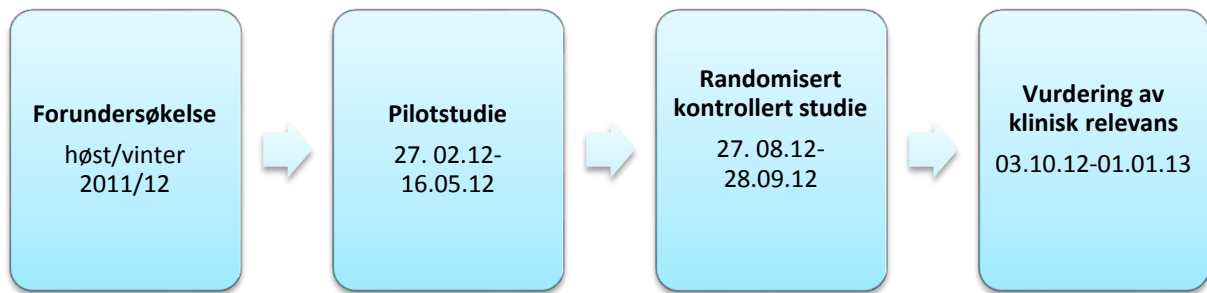 Forundersøkelse
høst/vinter
2011/12
Pilotstudie
27. 02.12-
16.05.12
Randomisert
kontrollert studie
27. 08.12-
28.09.12
Vurdering av
klinisk relevans
03.10.12-01.01.13